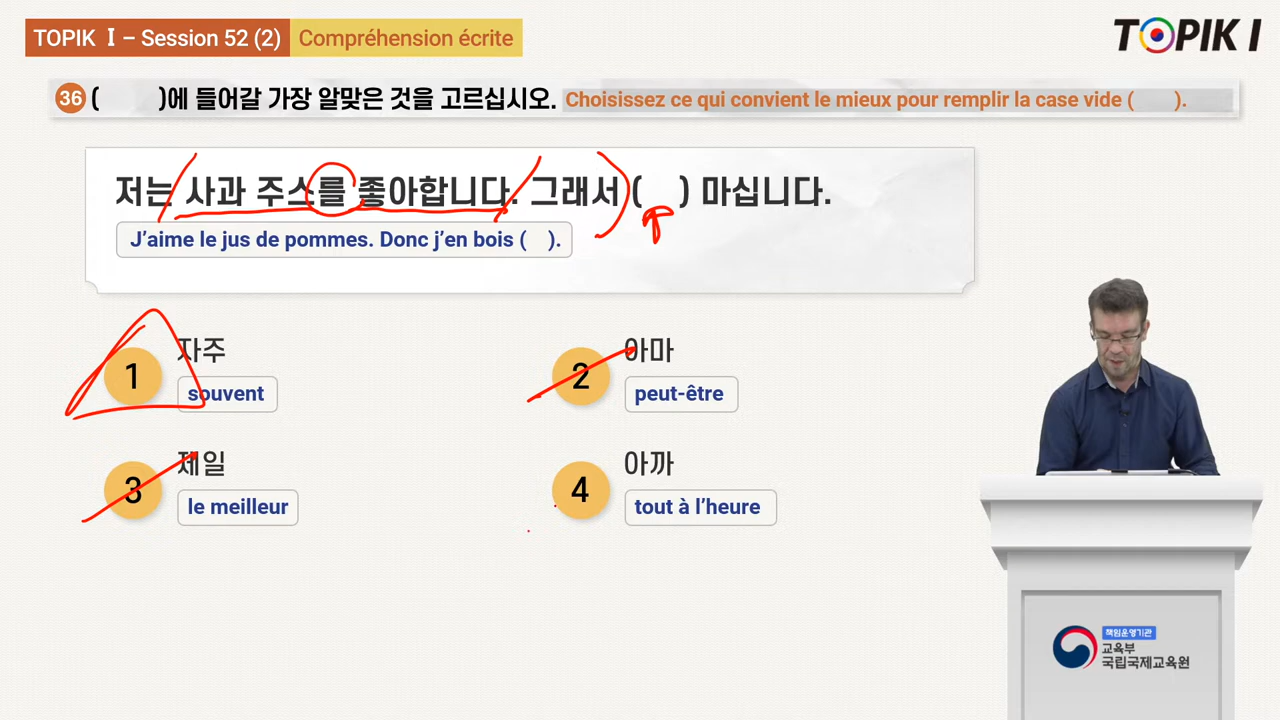 TOPIK Ⅰ – Session 52 (2) Compréhension écrite
TOPIK I
36 ( )에 들어갈 가장 알맞은 것을 고르십시오. Choisissez ce qui convient le mieux pour remplir la case vide ( ).
저는 사과 주스를 좋아합니다. 그래서 ( ) 마십니다.
J’aime le jus de pommes. Donc j’en bois ( ).
1 자주
souvent
2 아마
peut-être
3 제일
le meilleur
4 아까
tout à l’heure
책임운영기관
교육부
국립국제교육원